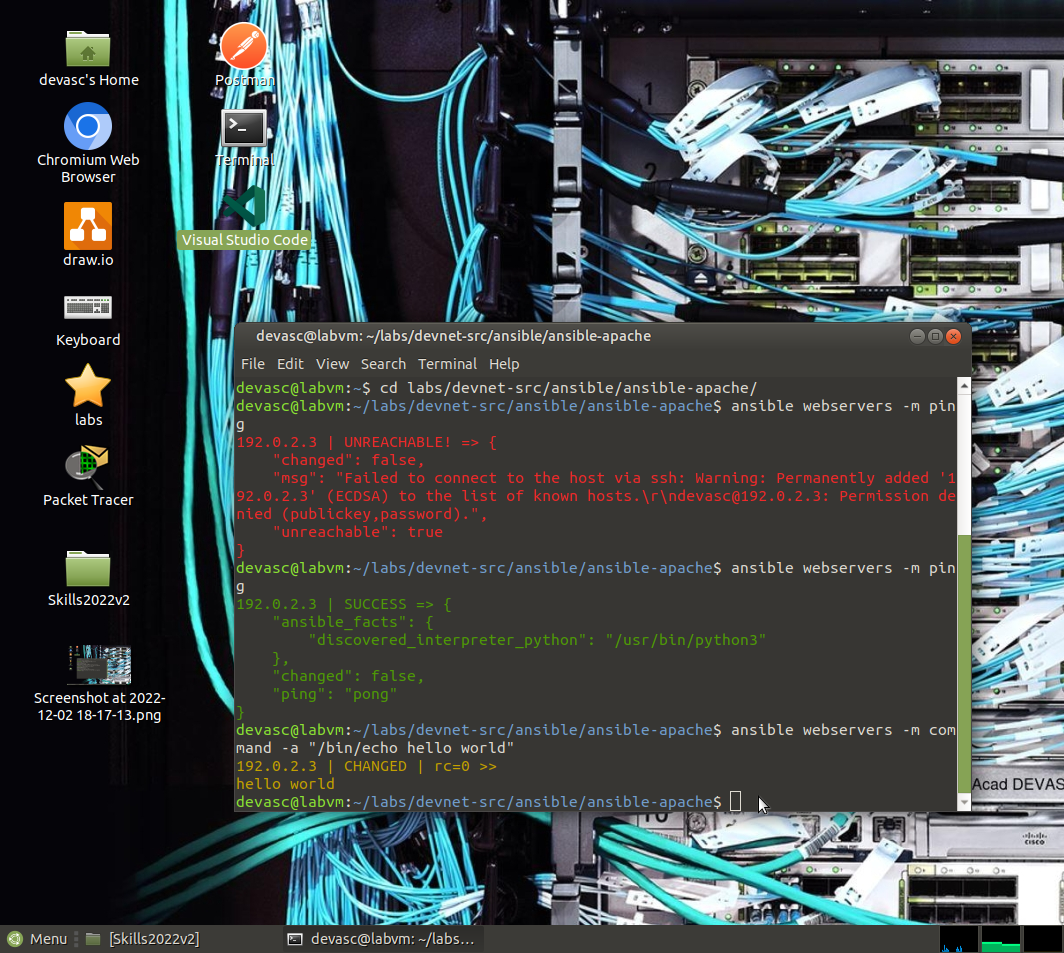 devasc's Home
Postman
Chromium Web
Browser
Terminal
Visual Studio Code
draw.io
Keyboard
labs
Packet Tracer
Skills2022v2
Screenshot at 2022-
12-02 18-17-13.png
1
2
devasc@labvm: ~/labs/devnet-src/ansible/ansible-apache
File Edit View Search Terminal Help
devasc@labvm:~$ cd labs/devnet-src/ansible/ansible-apache/
devasc@labvm:~/labs/devnet-src/ansible/ansible-apache$ ansible webservers -m pin
g
192.0.2.3 | UNREACHABLE! => {
    "changed": false,
    "msg": "Failed to connect to the host via ssh: Warning: Permanently added '1
92.0.2.3' (ECDSA) to the list of known hosts.\r\ndevasc@192.0.2.3: Permission de
nied (publickey,password).",
    "unreachable": true
}
devasc@labvm:~/labs/devnet-src/ansible/ansible-apache$ ansible webservers -m pin
g
192.0.2.3 | SUCCESS => {
    "ansible_facts": {
        "discovered_interpreter_python": "/usr/bin/python3"
    },
    "changed": false,
    "ping": "pong"
}
devasc@labvm:~/labs/devnet-src/ansible/ansible-apache$ ansible webservers -m com
mand -a "/bin/echo hello world"
192.0.2.3 | CHANGED | rc=0 >>
hello world
devasc@labvm:~/labs/devnet-src/ansible/ansible-apache$
Acad DEVAS
CISCO
Menu
[Skills2022v2]
devasc@labvm: ~/labs...